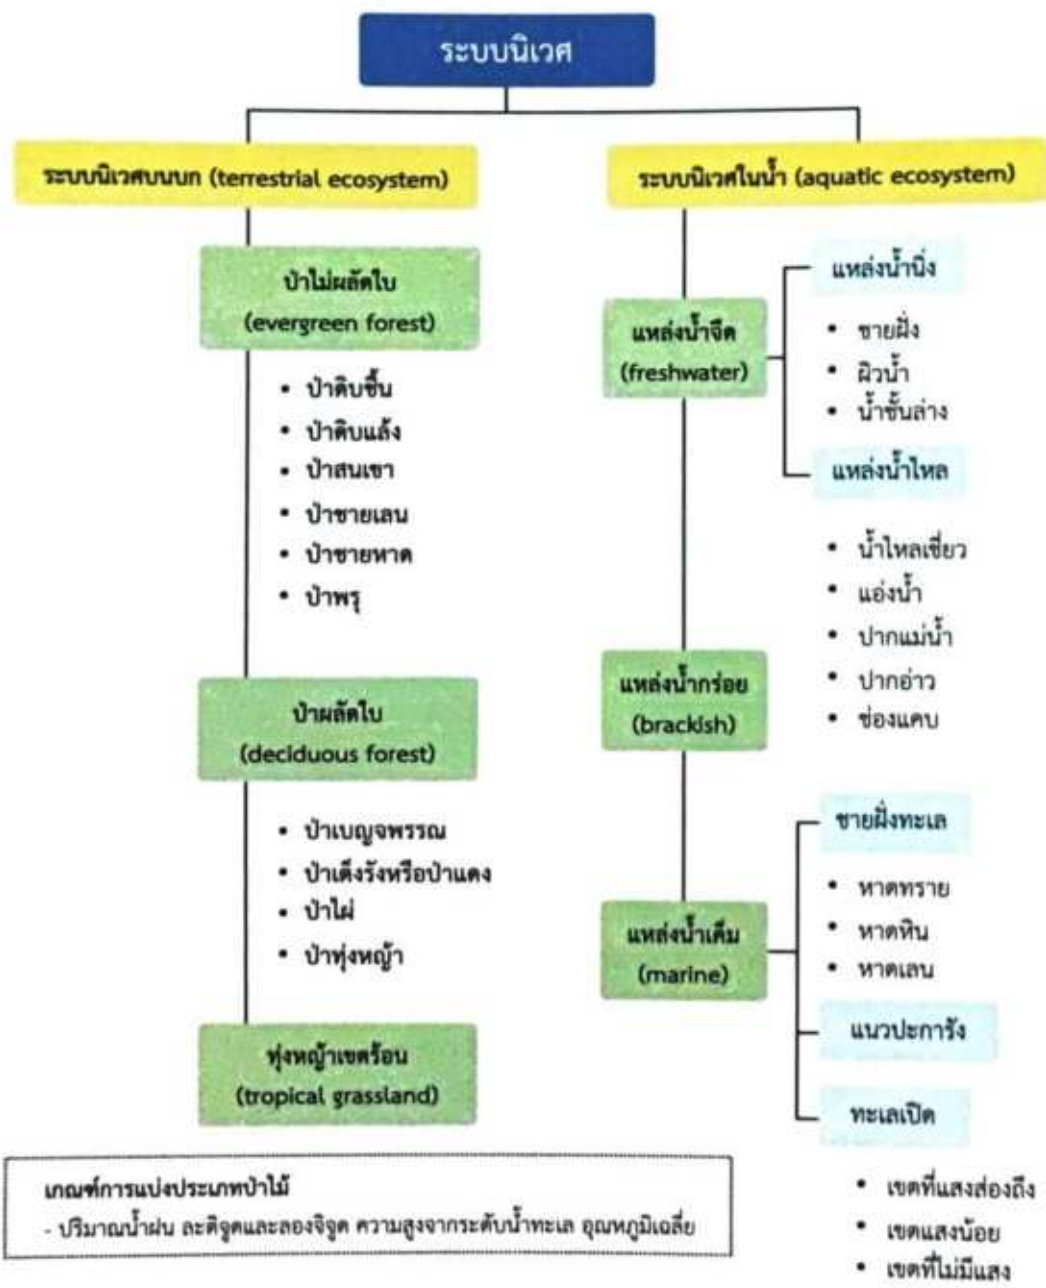 ระบบนิเวศ
ระบบนิเวศบนบก (terrestrial ecosystem)
ป่าไม่ผลัดใบ
(evergreen forest)
• ป่าดิบชื้น
• ป่าดิบแล้ง
• ป่าสนเขา
• ป่าชายเลน
• ป่าชายหาด
• ป่าพรุ
ป่าผลัดใบ
(deciduous forest)
• ป่าเบญจพรรณ
• ป่าเต็งรังหรือป่าแดง
• ป่าไผ่
• ป่าทุ่งหญ้า
ทุ่งหญ้าเขตร้อน
(tropical grassland)
ระบบนิเวศในน้ำ (aquatic ecosystem)
แหล่งน้ำจืด
(freshwater)
แหล่งน้ำนิ่ง
• ชายฝั่ง
• ผิวน้ำ
• น้ำชั้นล่าง
แหล่งน้ำไหล
• น้ำไหลเชี่ยว
• แอ่งน้ำ
• ปากแม่น้ำ
• ปากอ่าว
• ช่องแคบ
แหล่งน้ำกร่อย
(brackish)
แหล่งน้ำเค็ม
(marine)
ชายฝั่งทะเล
• หาดทราย
• หาดหิน
• หาดเลน
แนวปะการัง
ทะเลเปิด
• เขตที่แสงส่องถึง
• เขตแสงน้อย
• เขตที่ไม่มีแสง
เกณฑ์การแบ่งประเภทป่าไม้
- ปริมาณน้ำฝน ละติจูดและลองจิจูด ความสูงจากระดับน้ำทะเล อุณหภูมิเฉลี่ย